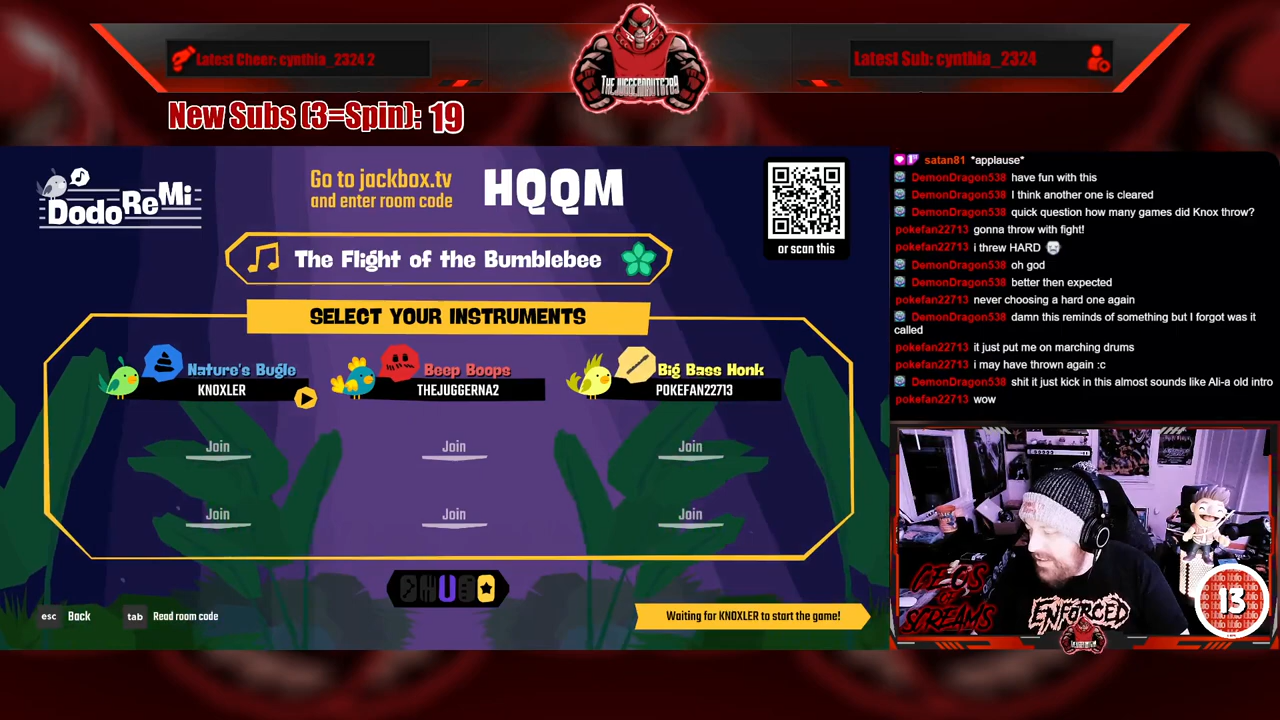 Latest Cheer: cynthia_2324 2
THEJUGGERNAUT6789
Latest Sub: cynthia_2324
New Subs (3=Spin): 19
DodoReMi
Go to jackbox.tv
and enter room code
HQQM
or scan this
The Flight of the Bumblebee
SELECT YOUR INSTRUMENTS
Nature's Bugle
KNOXLER
Beep Boops
THEJUGGERNA2
Big Bass Honk
POKEFAN22713
Join
Join
Join
Join
Join
Join
esc Back
tab Read room code
Waiting for KNOXLER to start the game!
satan81 *applause*
DemonDragon538 have fun with this
DemonDragon538 I think another one is cleared
DemonDragon538 quick question how many games did Knox throw?
pokefan22713 gonna throw with fight!
pokefan22713 i threw HARD
DemonDragon538 oh god
DemonDragon538 better then expected
pokefan22713 never choosing a hard one again
DemonDragon538 damn this reminds of something but I forgot was it
called
pokefan22713 it just put me on marching drums
pokefan22713 i may have thrown again :c
DemonDragon538 shit it just kick in this almost sounds like Ali-a old intro
pokefan22713 wow
ENFORCED
13